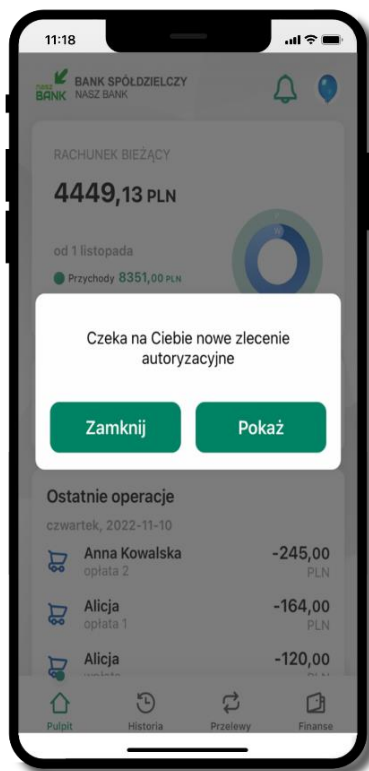 11:18
nasz
BANK
BANK SPÓŁDZIELCZY
NASZ BANK
RACHUNEK BIEŻĄCY
4449,13 PLN
od 1 listopada
Przychody 8351,00 PLN
Czeka na Ciebie nowe zlecenie
autoryzacyjne
Zamknij
Pokaż
Ostatnie operacje
czwartek, 2022-11-10
Anna Kowalska
-245,00
opłata 2
PLN
Alicja
-164,00
opłata 1
PLN
Alicja
-120,00
Pulpit
Historia
Przelewy
Finanse